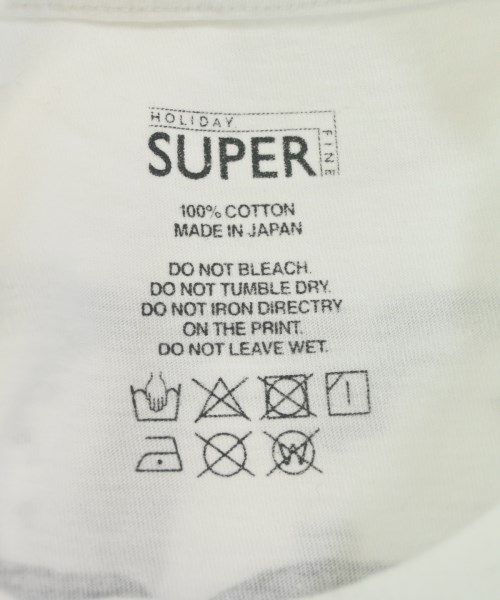 HOLIDAY
SUPER
FINE
100% COTTON
MADE IN JAPAN
DO NOT BLEACH.
DO NOT TUMBLE DRY.
DO NOT IRON DIRECTRY
ON THE PRINT.
DO NOT LEAVE WET.
W